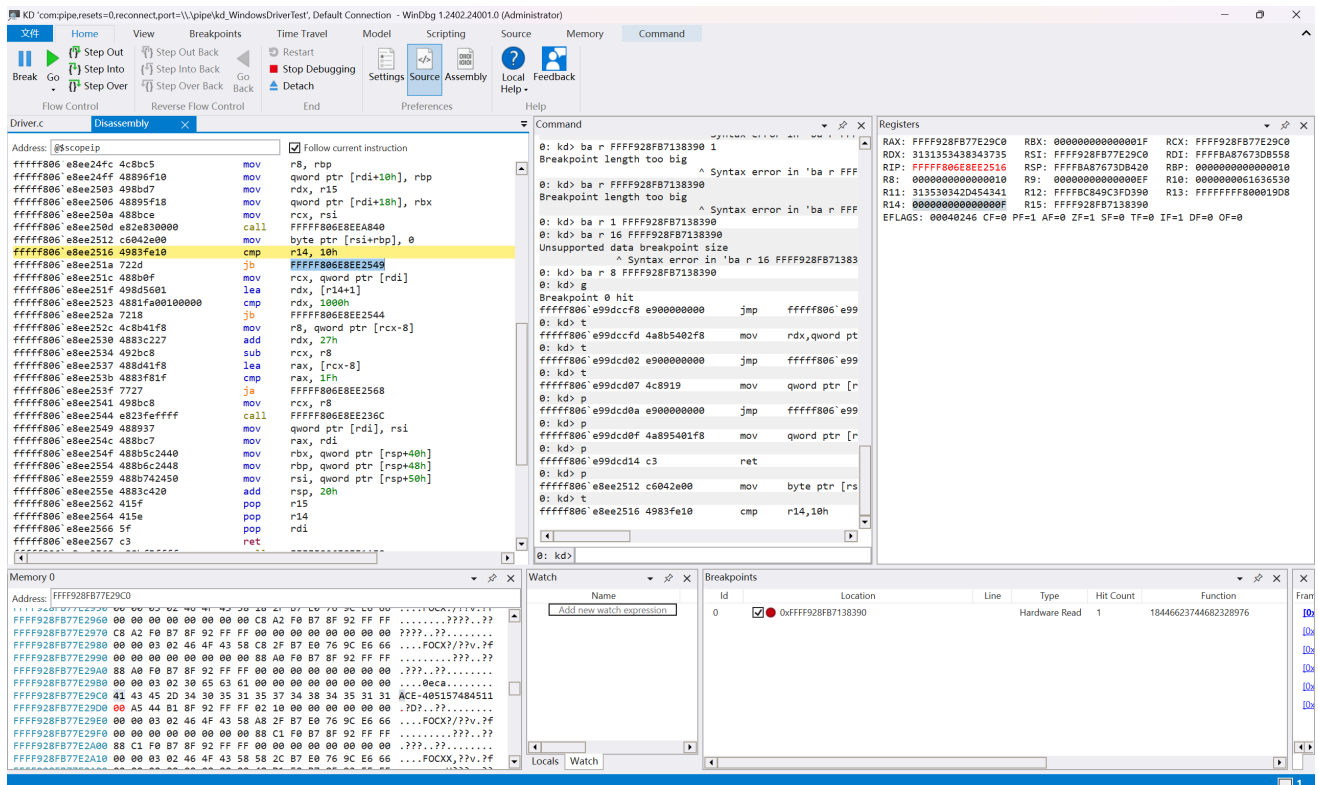 KD 'com:pipe,resets=0,reconnect,port=\\.\pipe\kd_WindowsDriverTest', Default Connection - WinDbg 1.2402.24001.0 (Administrator)
文件 Home View Breakpoints Time Travel Model Scripting Source Memory Command
Break Go Step Out Step Into Step Over
Step Out Back Step Into Back Step Over Back Go Back
Restart Stop Debugging Detach
Settings Source Assembly Local Help Feedback
Flow Control Reverse Flow Control End Preferences Help
Driver.c Disassembly
Address: @$scopeip Follow current instruction
fffff806`e8ee24fc 4c8bc5 mov r8, rbp
fffff806`e8ee24ff 48896f10 mov qword ptr [rdi+10h], rbp
fffff806`e8ee2503 498bd7 mov rdx, r15
fffff806`e8ee2506 48895f18 mov qword ptr [rdi+18h], rbx
fffff806`e8ee250a 488bce mov rcx, rsi
fffff806`e8ee250d e82e830000 call FFFFF806E8EEA840
fffff806`e8ee2512 c6042e00 mov byte ptr [rsi+rbp], 0
fffff806`e8ee2516 4983fe10 cmp r14, 10h
fffff806`e8ee251a 722d jb FFFFF806E8EE2549
fffff806`e8ee251c 488b0f mov rcx, qword ptr [rdi]
fffff806`e8ee251f 498d5601 lea rdx, [r14+1]
fffff806`e8ee2523 4881fa00100000 cmp rdx, 1000h
fffff806`e8ee252a 7218 jb FFFFF806E8EE2544
fffff806`e8ee252c 4c8b41f8 mov r8, qword ptr [rcx-8]
fffff806`e8ee2530 4883c227 add rdx, 27h
fffff806`e8ee2534 492bc8 sub rcx, r8
fffff806`e8ee2537 488d41f8 lea rax, [rcx-8]
fffff806`e8ee253b 4883f81f cmp rax, 1Fh
fffff806`e8ee253f 7727 ja FFFFF806E8EE2568
fffff806`e8ee2541 498bc8 mov rcx, r8
fffff806`e8ee2544 e823feffff call FFFFF806E8EE236C
fffff806`e8ee2549 488937 mov qword ptr [rdi], rsi
fffff806`e8ee254c 488bc7 mov rax, rdi
fffff806`e8ee254f 488b5c2440 mov rbx, qword ptr [rsp+40h]
fffff806`e8ee2554 488b6c2448 mov rbp, qword ptr [rsp+48h]
fffff806`e8ee2559 488b742450 mov rsi, qword ptr [rsp+50h]
fffff806`e8ee255e 4883c420 add rsp, 20h
fffff806`e8ee2562 415f pop r15
fffff806`e8ee2564 415e pop r14
fffff806`e8ee2566 5f pop rdi
fffff806`e8ee2567 c3 ret
Command
0: kd> ba r FFFF928FB7138390 1
Breakpoint length too big
^ Syntax error in 'ba r FFF
0: kd> ba r FFFF928FB7138390
Breakpoint length too big
^ Syntax error in 'ba r FFF
0: kd> ba r 1 FFFF928FB7138390
0: kd> ba r 16 FFFF928FB7138390
Unsupported data breakpoint size
^ Syntax error in 'ba r 16 FFFF928FB71383
0: kd> ba r 8 FFFF928FB7138390
0: kd> g
Breakpoint 0 hit
fffff806`e99dccf8 e900000000 jmp fffff806`e99
0: kd> t
fffff806`e99dccfd 4a8b5402f8 mov rdx,qword pt
0: kd> t
fffff806`e99dcd02 e900000000 jmp fffff806`e99
0: kd> t
fffff806`e99dcd07 4c8919 mov qword ptr [r
0: kd> p
fffff806`e99dcd0a e900000000 jmp fffff806`e99
0: kd> p
fffff806`e99dcd0f 4a895401f8 mov qword ptr [r
0: kd> p
fffff806`e99dcd14 c3 ret
0: kd> p
fffff806`e8ee2512 c6042e00 mov byte ptr [rs
0: kd> t
fffff806`e8ee2516 4983fe10 cmp r14,10h
0: kd>
Registers
RAX: FFFF928FB77E29C0 RBX: 000000000000001F RCX: FFFF928FB77E29C0
RDX: 3131353438343735 RSI: FFFF928FB77E29C0 RDI: FFFFBA87673DB558
RIP: FFFFF806E8EE2516 RSP: FFFFBA87673DB420 RBP: 0000000000000010
R8: 0000000000000010 R9: 00000000000000EF R10: 0000000061636530
R11: 313530342D454341 R12: FFFFBC849C3FD390 R13: FFFFFFFF800019D8
R14: 000000000000000F R15: FFFF928FB7138390
EFLAGS: 00040246 CF=0 PF=1 AF=0 ZF=1 SF=0 TF=0 IF=1 DF=0 OF=0
Memory 0
Address: FFFF928FB77E29C0
FFFF928FB77E2960 00 00 00 00 00 00 00 00 C8 A2 F0 B7 8F 92 FF FF ........????..??
FFFF928FB77E2970 C8 A2 F0 B7 8F 92 FF FF 00 00 00 00 00 00 00 00 ????..??........
FFFF928FB77E2980 00 00 03 02 46 4F 43 58 C8 2F B7 E0 76 9C E6 66 ....FOCX?/??v.?f
FFFF928FB77E2990 00 00 00 00 00 00 00 00 88 A0 F0 B7 8F 92 FF FF .........???..??
FFFF928FB77E29A0 88 A0 F0 B7 8F 92 FF FF 00 00 00 00 00 00 00 00 .???..??........
FFFF928FB77E29B0 00 00 03 02 30 65 63 61 00 00 00 00 00 00 00 00 ....0eca........
FFFF928FB77E29C0 41 43 45 2D 34 30 35 31 35 37 34 38 34 35 31 31 ACE-405157484511
FFFF928FB77E29D0 00 A5 44 B1 8F 92 FF FF 02 10 00 00 00 00 00 00 .?D?..??........
FFFF928FB77E29E0 00 00 03 02 46 4F 43 58 A8 2F B7 E0 76 9C E6 66 ....FOCX?/??v.?f
FFFF928FB77E29F0 00 00 00 00 00 00 00 00 88 C1 F0 B7 8F 92 FF FF .........???..??
FFFF928FB77E2A00 88 C1 F0 B7 8F 92 FF FF 00 00 00 00 00 00 00 00 .???..??........
FFFF928FB77E2A10 00 00 03 02 46 4F 43 58 58 2C B7 E0 76 9C E6 66 ....FOCXX,??v.?f
Watch
Name
Add new watch expression
Locals Watch
Breakpoints
Id Location Line Type Hit Count Function
0 0xFFFF928FB7138390 Hardware Read 1 18446623744682328976
Fram
[0x
[0x
[0x
[0x
[0x
[0x
1